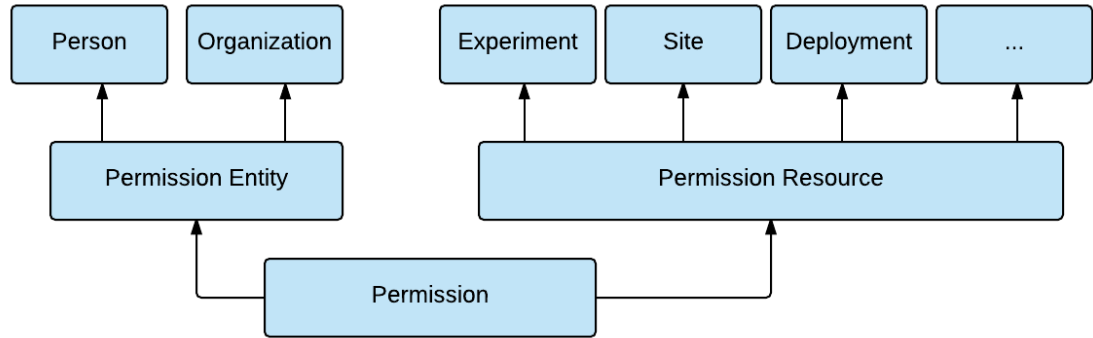 Person
Organization
Experiment
Site
Deployment
...
Permission Entity
Permission Resource
Permission